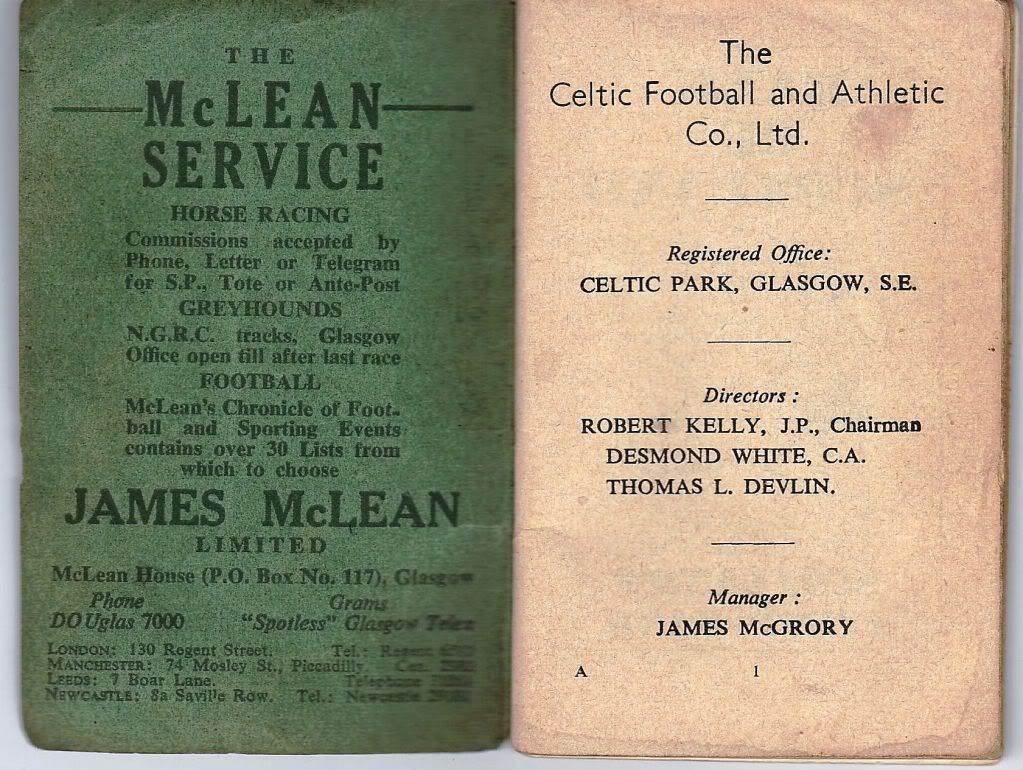 THE
McLEAN
SERVICE
HORSE RACING
Commissions accepted by
Phone, Letter or Telegram
for S.P., Tote or Ante-Post
GREYHOUNDS
N.G.R.C. tracks, Glasgow
Office open till after last race
FOOTBALL
McLean's Chronicle of Foot-
ball and Sporting Events
contains over 30 Lists from
which to choose
JAMES McLEAN
LIMITED
McLean House (P.O. Box No. 117), Glasgow
Phone Grams
DOUglas 7000 "Spotless" Glasgow Telex
LONDON: 130 Regent Street. Tel.: Regent
MANCHESTER: 74 Mosley St., Piccadilly. Cen.
LEEDS: 7 Boar Lane. Telephone
NEWCASTLE: 8a Saville Row. Tel.: Newcastle
The
Celtic Football and Athletic
Co., Ltd.
Registered Office:
CELTIC PARK, GLASGOW, S.E.
Directors :
ROBERT KELLY, J.P., Chairman
DESMOND WHITE, C.A.
THOMAS L. DEVLIN.
Manager :
JAMES McGRORY
A 1